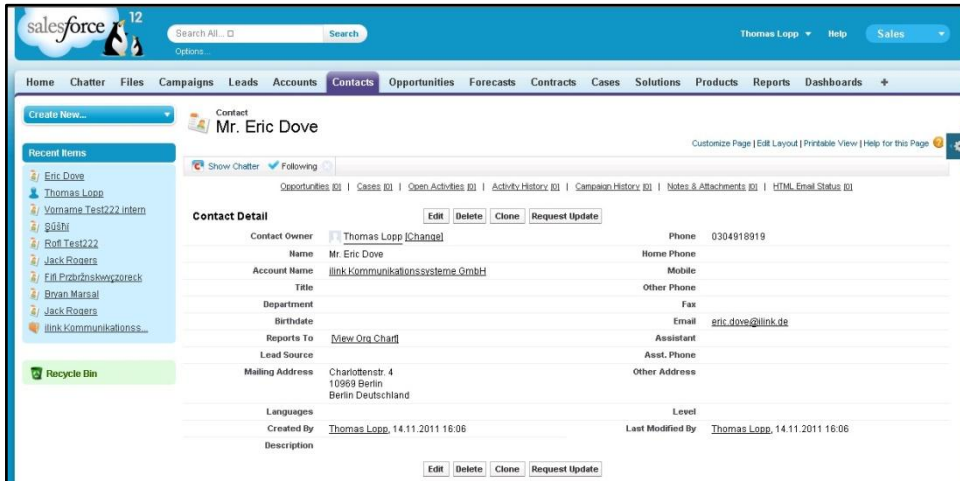 salesforce 12
Search All...
Search
Options...
Thomas Lopp Help Sales
Home Chatter Files Campaigns Leads Accounts Contacts Opportunities Forecasts Contracts Cases Solutions Products Reports Dashboards +
Create New...
Recent Items
Eric Dove
Thomas Lopp
Vorname Test222 intern
Rofl Test222
Jack Rogers
Bryan Marsal
Jack Rogers
ilink Kommunikationss...
Recycle Bin
Contact
Mr. Eric Dove
Customize Page | Edit Layout | Printable View | Help for this Page
Show Chatter Following
Opportunities [0] | Cases [0] | Open Activities [0] | Activity History [0] | Campaign History [0] | Notes & Attachments [0] | HTML Email Status [0]
Contact Detail Edit Delete Clone Request Update
Contact Owner Thomas Lopp [Change] Phone 0304918919
Name Mr. Eric Dove Home Phone
Account Name ilink Kommunikationssysteme GmbH Mobile
Title Other Phone
Department Fax
Birthdate Email eric.dove@ilink.de
Reports To [View Org Chart] Assistant
Lead Source Asst. Phone
Mailing Address Charlottenstr. 4 Other Address
10969 Berlin
Berlin Deutschland
Languages Level
Created By Thomas Lopp, 14.11.2011 16:06 Last Modified By Thomas Lopp, 14.11.2011 16:06
Description
Edit Delete Clone Request Update